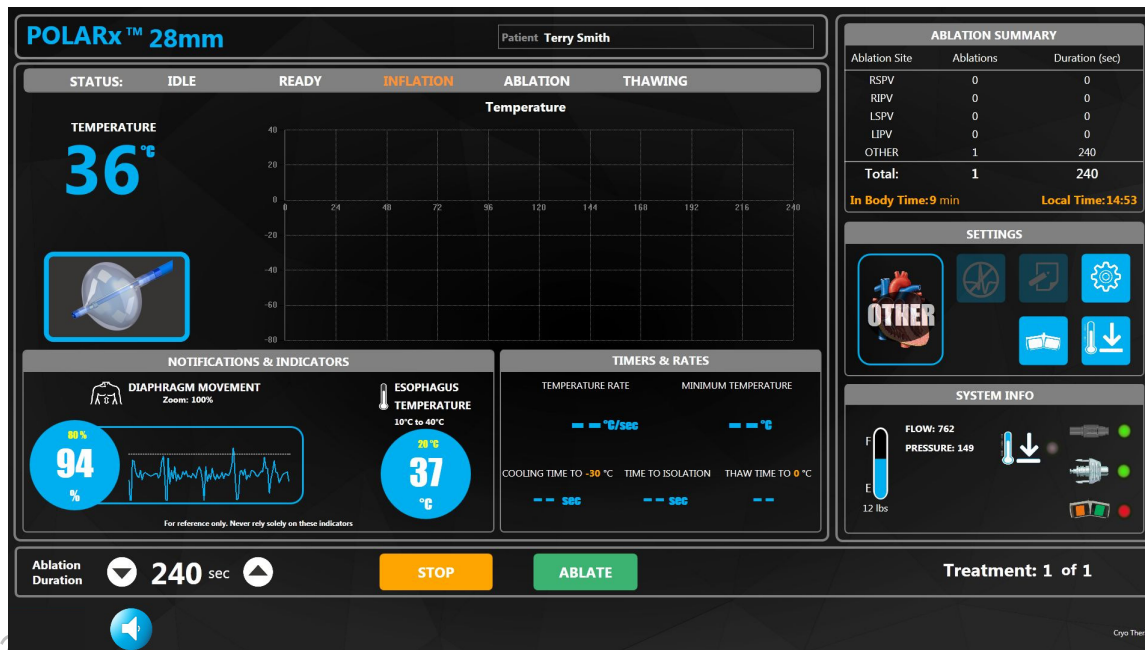 POLARx™ 28mm
Patient Terry Smith
STATUS: IDLE READY INFLATION ABLATION THAWING
Temperature
TEMPERATURE
36 °C
40
20
0
0 24 48 72 96 120 144 168 192 216 240
-20
-40
-60
-80
NOTIFICATIONS & INDICATORS
DIAPHRAGM MOVEMENT
Zoom: 100%
80 %
94
%
ESOPHAGUS
TEMPERATURE
10°C to 40°C
20 °C
37
°C
For reference only. Never rely solely on these indicators
TIMERS & RATES
TEMPERATURE RATE MINIMUM TEMPERATURE
– – °C/sec – – °C
COOLING TIME TO -30 °C TIME TO ISOLATION THAW TIME TO 0 °C
– – sec – – sec – –
ABLATION SUMMARY
Ablation Site Ablations Duration (sec)
RSPV 0 0
RIPV 0 0
LSPV 0 0
LIPV 0 0
OTHER 1 240
Total: 1 240
In Body Time: 9 min Local Time: 14:53
SETTINGS
OTHER
SYSTEM INFO
F
E
12 lbs
FLOW: 762
PRESSURE: 149
Ablation
Duration
240 sec
STOP
ABLATE
Treatment: 1 of 1
Cryo Ther